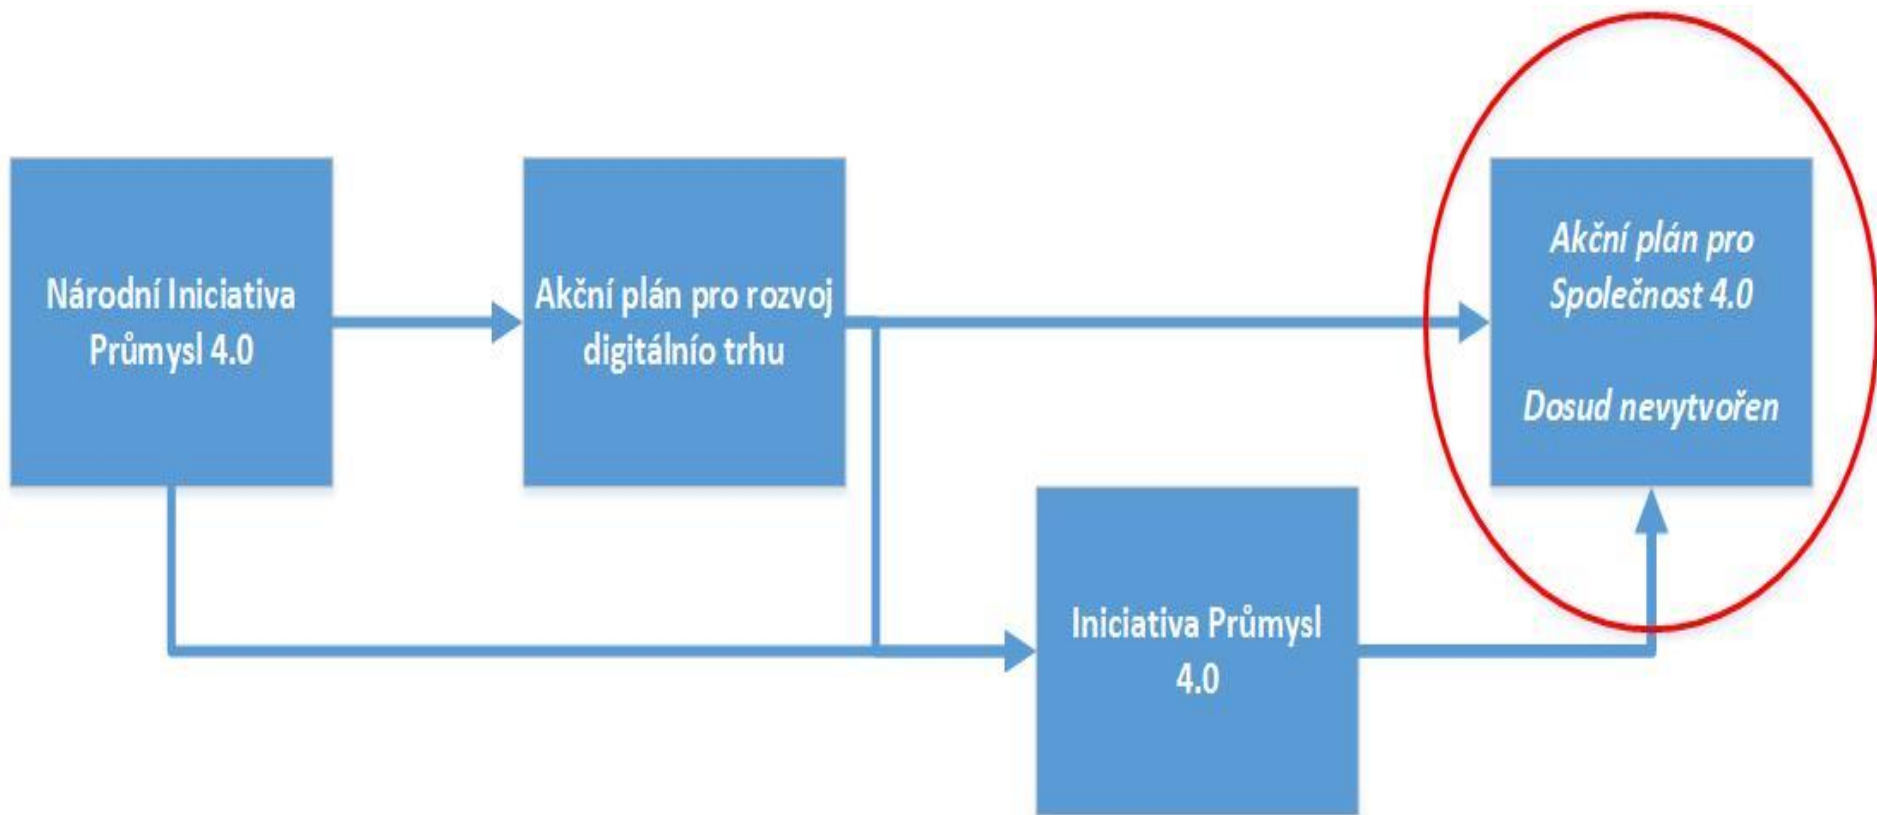 Národní Iniciativa
Průmysl 4.0
Akční plán pro rozvoj
digitálnío trhu
Akční plán pro
Společnost 4.0
Dosud nevytvořen
Iniciativa Průmysl
4.0